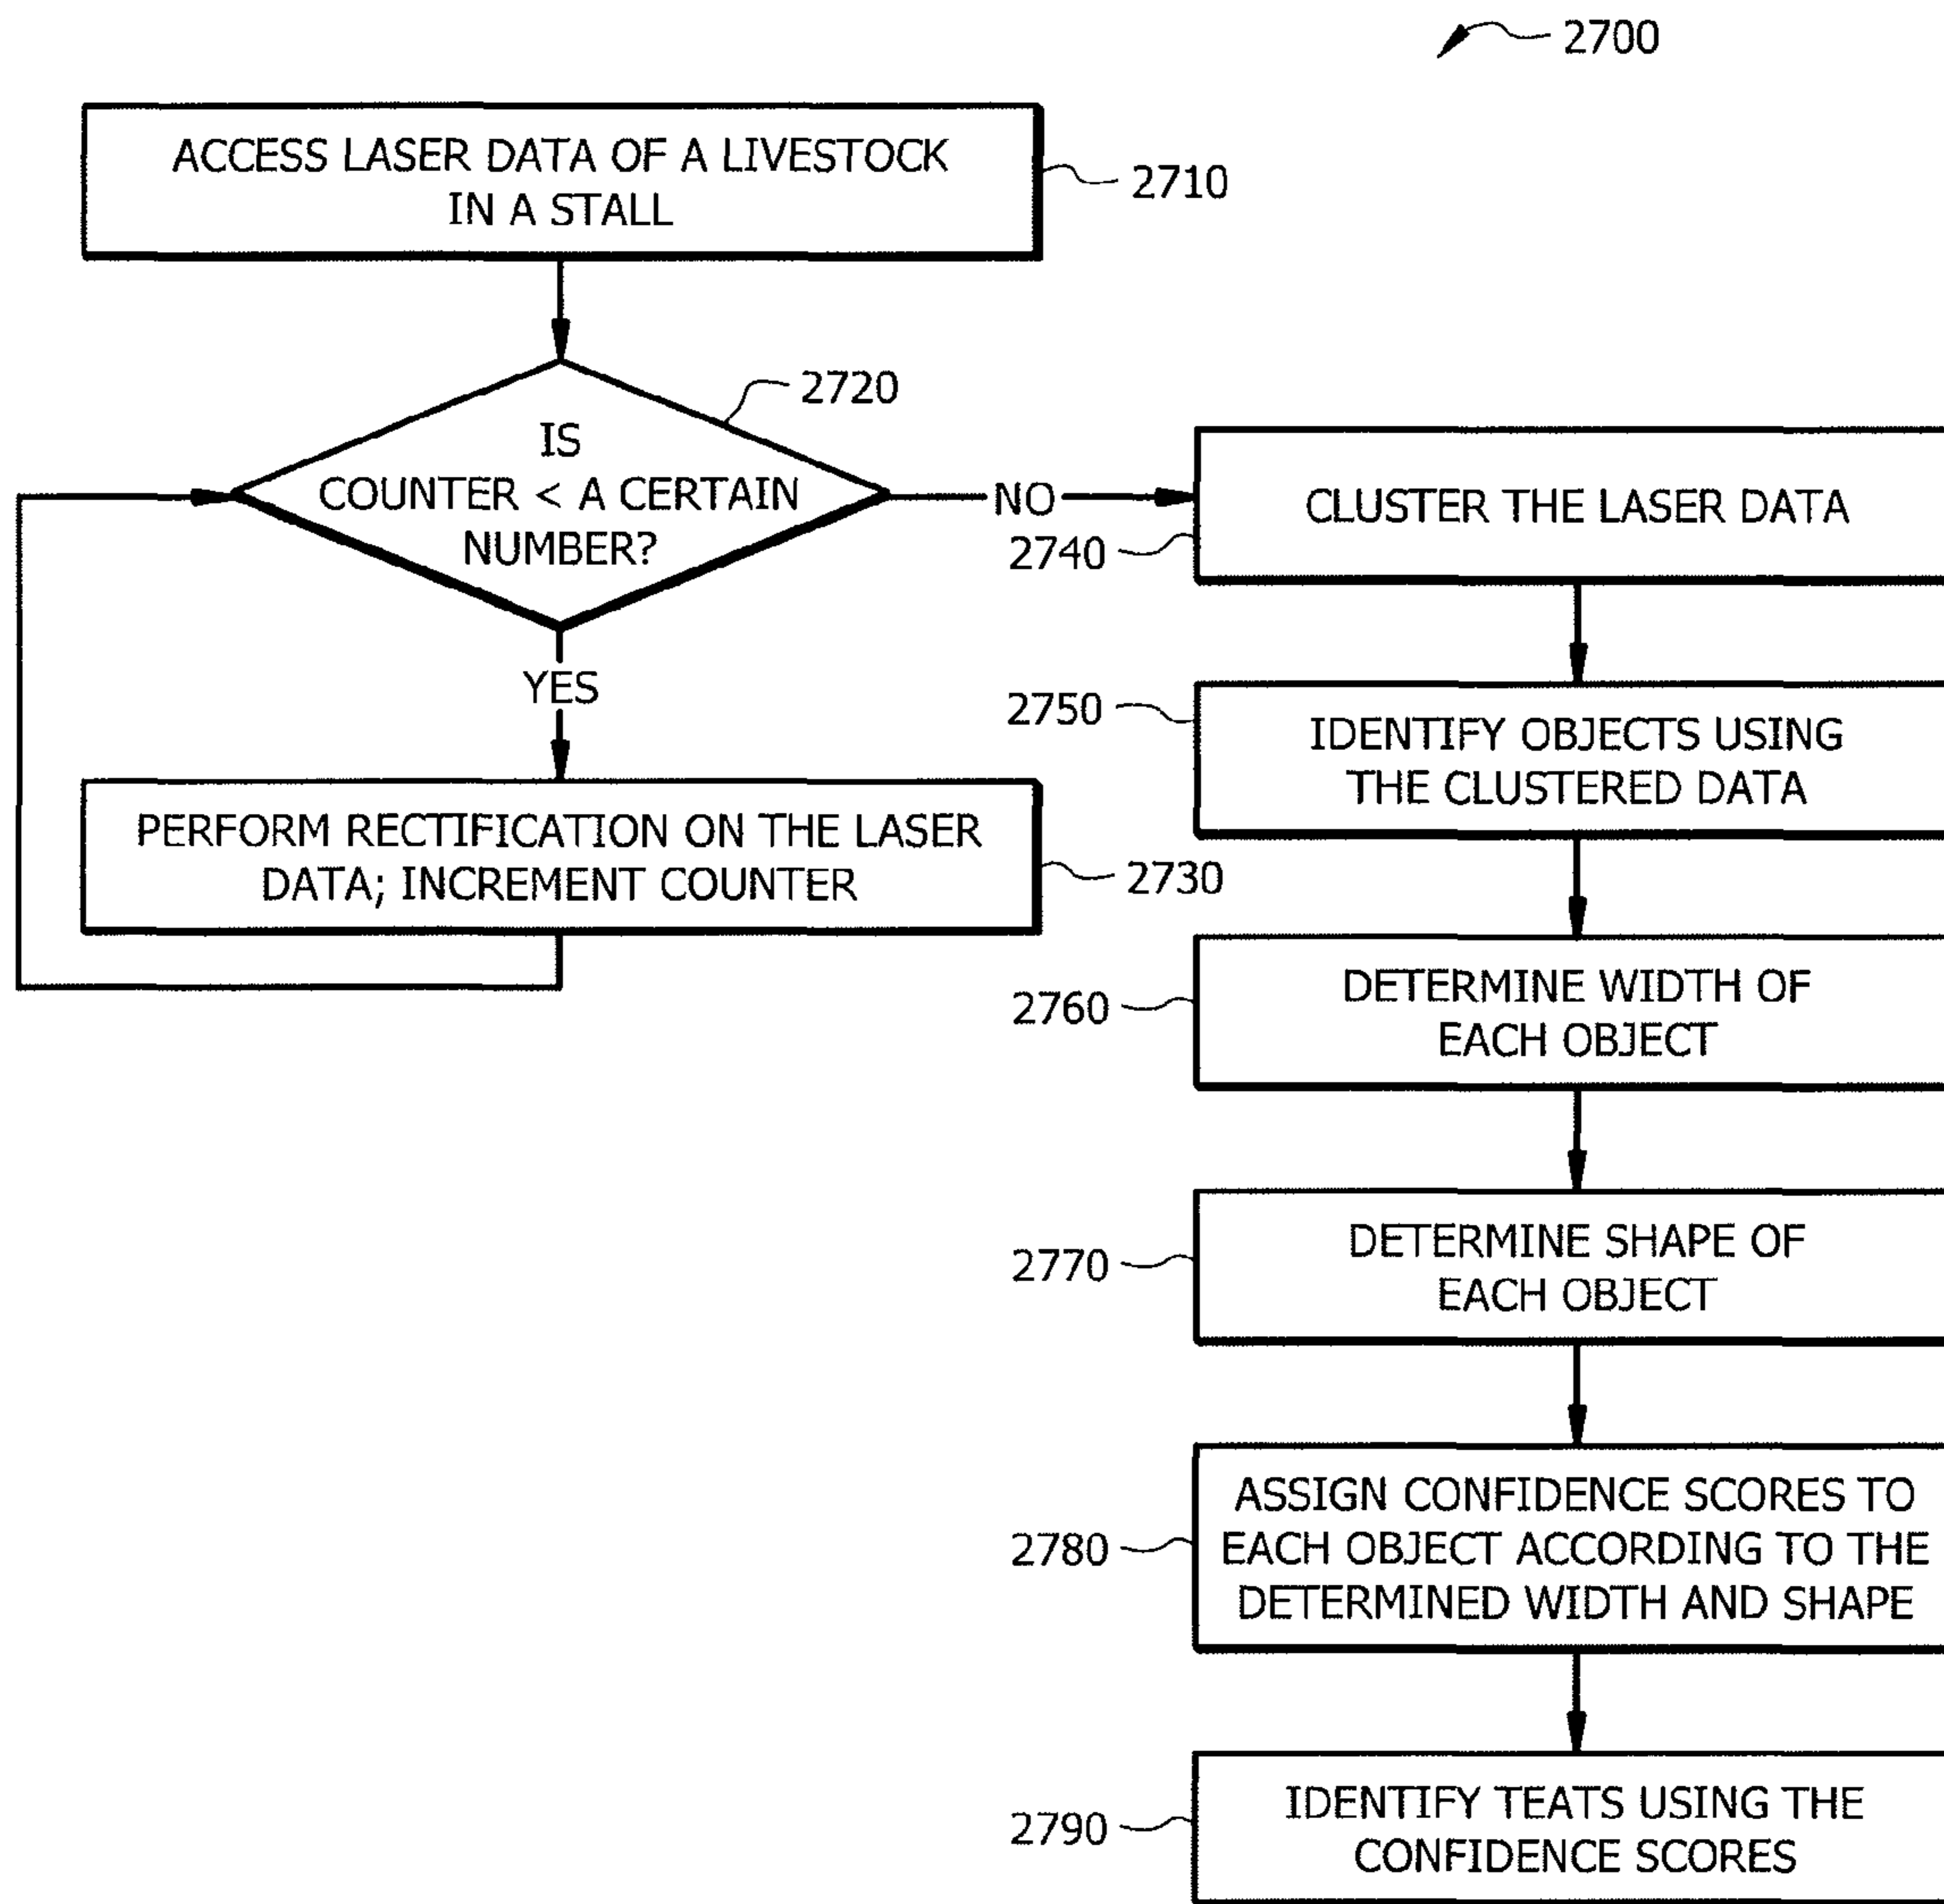 2700
ACCESS LASER DATA OF A LIVESTOCK
IN A STALL
2710
2720
IS
COUNTER < A CERTAIN
NUMBER?
NO
YES
PERFORM RECTIFICATION ON THE LASER
DATA; INCREMENT COUNTER
2730
CLUSTER THE LASER DATA
2740
2750
IDENTIFY OBJECTS USING
THE CLUSTERED DATA
2760
DETERMINE WIDTH OF
EACH OBJECT
2770
DETERMINE SHAPE OF
EACH OBJECT
2780
ASSIGN CONFIDENCE SCORES TO
EACH OBJECT ACCORDING TO THE
DETERMINED WIDTH AND SHAPE
2790
IDENTIFY TEATS USING THE
CONFIDENCE SCORES